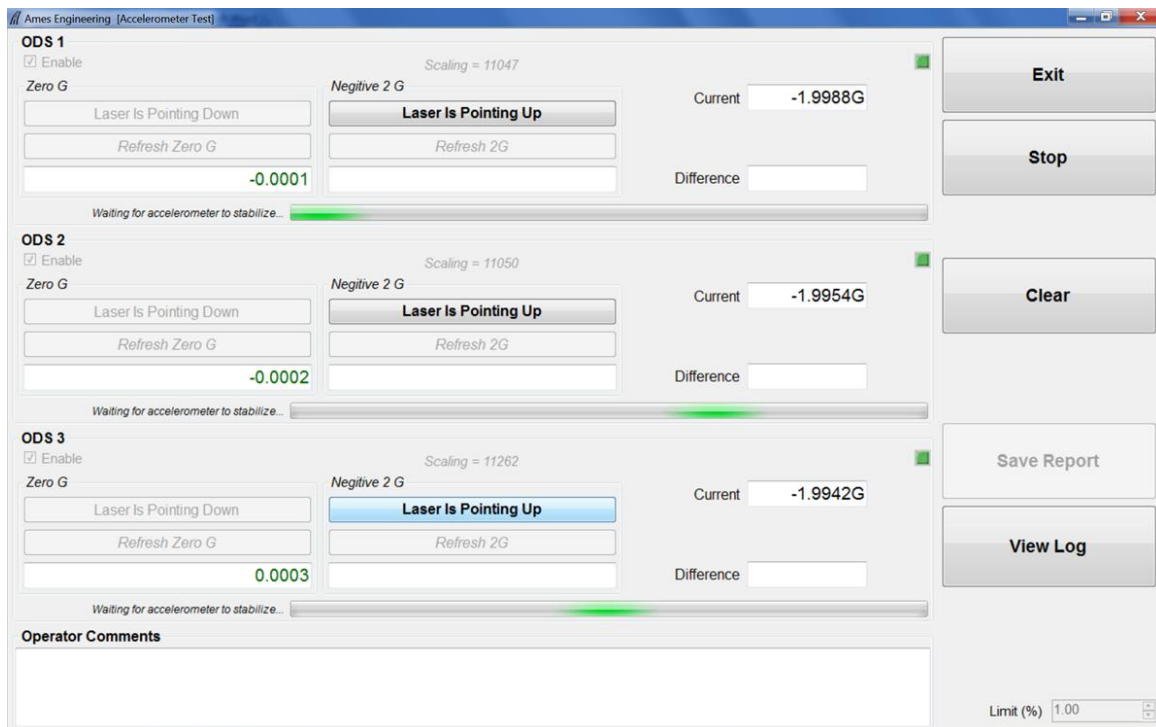 Ames Engineering [Accelerometer Test]
ODS 1
Enable
Scaling = 11047
Exit
Zero G
Negitive 2 G
Current -1.9988G
Laser Is Pointing Down
Laser Is Pointing Up
Refresh Zero G
Refresh 2G
Stop
-0.0001
Difference
Waiting for accelerometer to stabilize...
ODS 2
Enable
Scaling = 11050
Zero G
Negitive 2 G
Current -1.9954G
Clear
Laser Is Pointing Down
Laser Is Pointing Up
Refresh Zero G
Refresh 2G
-0.0002
Difference
Waiting for accelerometer to stabilize...
ODS 3
Enable
Scaling = 11262
Save Report
Zero G
Negitive 2 G
Current -1.9942G
Laser Is Pointing Down
Laser Is Pointing Up
Refresh Zero G
Refresh 2G
View Log
0.0003
Difference
Waiting for accelerometer to stabilize...
Operator Comments
Limit (%) 1.00